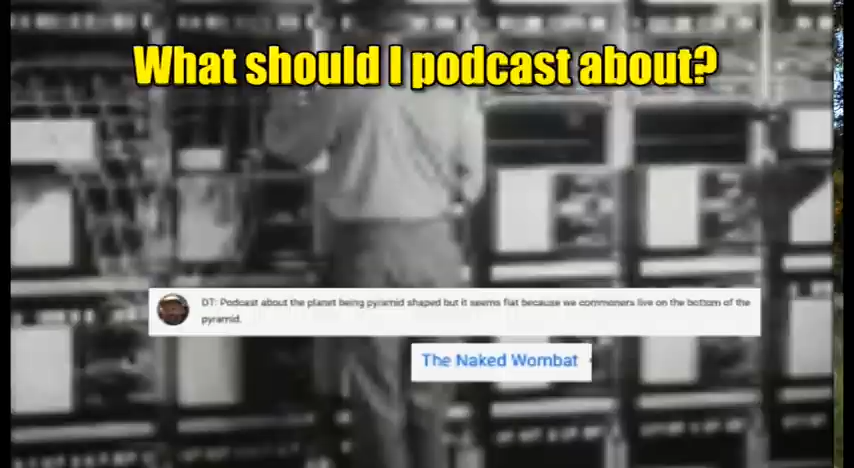 What should I podcast about?
DT: Podcast about the planet being pyramid shaped but it seems flat because we commoners live on the bottom of the
pyramid.
The Naked Wombat